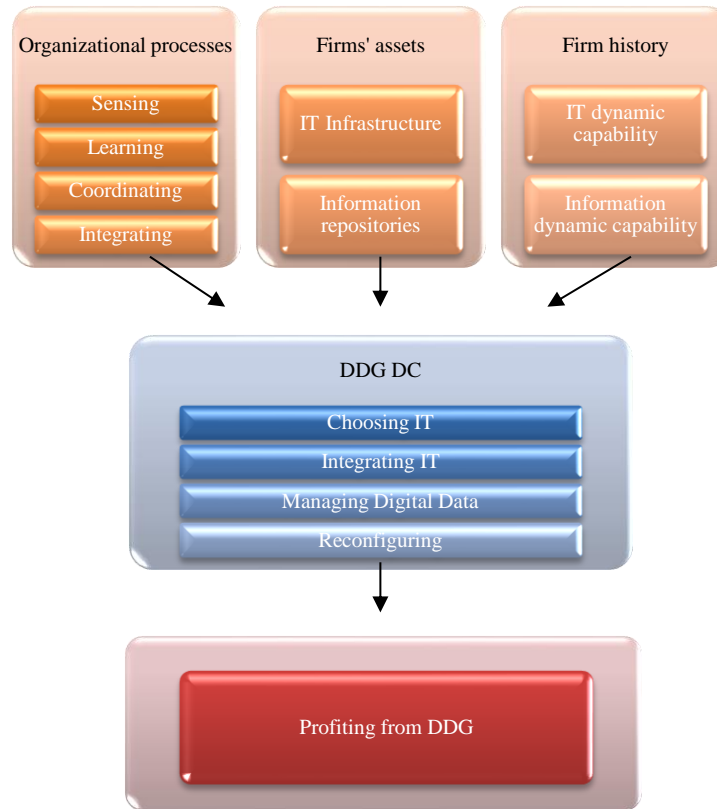 Organizational processes
Sensing
Learning
Coordinating
Integrating
Firms' assets
IT Infrastructure
Information
repositories
Firm history
IT dynamic
capability
Information
dynamic capability
DDG DC
Choosing IT
Integrating IT
Managing Digital Data
Reconfiguring
Profiting from DDG